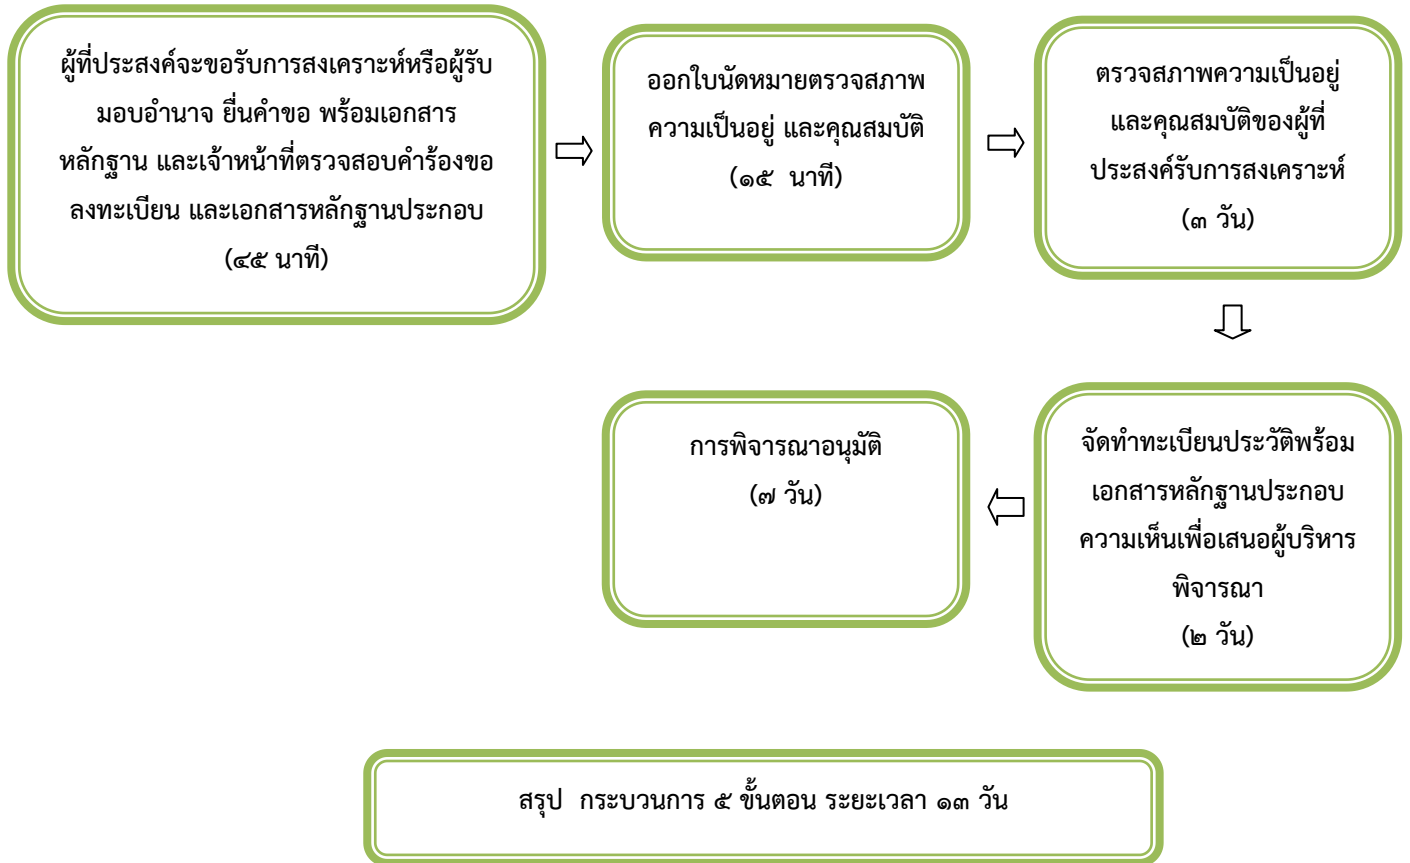 ผู้ที่ประสงค์จะขอรับการสงเคราะห์หรือผู้รับ
มอบอำนาจ ยื่นคำขอ พร้อมเอกสาร
หลักฐาน และเจ้าหน้าที่ตรวจสอบคำร้องขอ
ลงทะเบียน และเอกสารหลักฐานประกอบ
(๔๕ นาที)
ออกใบนัดหมายตรวจสภาพ
ความเป็นอยู่ และคุณสมบัติ
(๑๕ นาที)
ตรวจสภาพความเป็นอยู่
และคุณสมบัติของผู้ที่
ประสงค์รับการสงเคราะห์
(๓ วัน)
จัดทำทะเบียนประวัติพร้อม
เอกสารหลักฐานประกอบ
ความเห็นเพื่อเสนอผู้บริหาร
พิจารณา
(๒ วัน)
การพิจารณาอนุมัติ
(๗ วัน)
สรุป กระบวนการ ๕ ขั้นตอน ระยะเวลา ๑๓ วัน